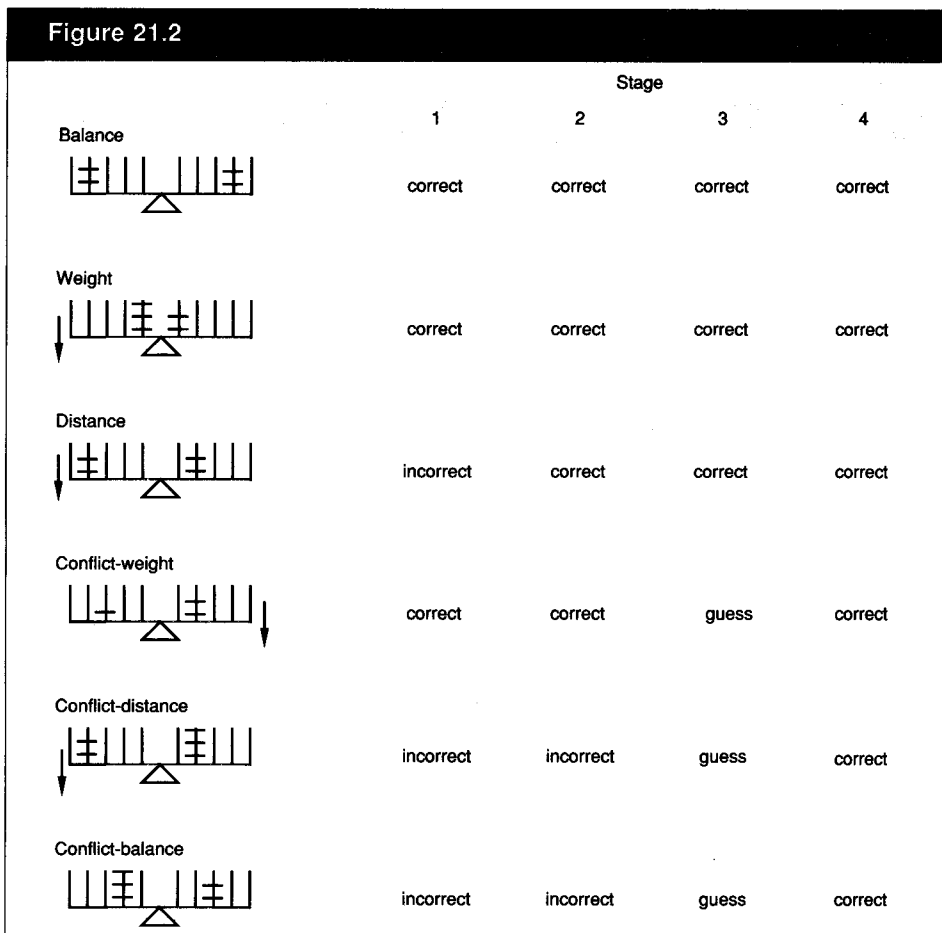 Figure 21.2
Stage
1 2 3 4
Balance
correct correct correct correct
Weight
correct correct correct correct
Distance
incorrect correct correct correct
Conflict-weight
correct correct guess correct
Conflict-distance
incorrect incorrect guess correct
Conflict-balance
incorrect incorrect guess correct